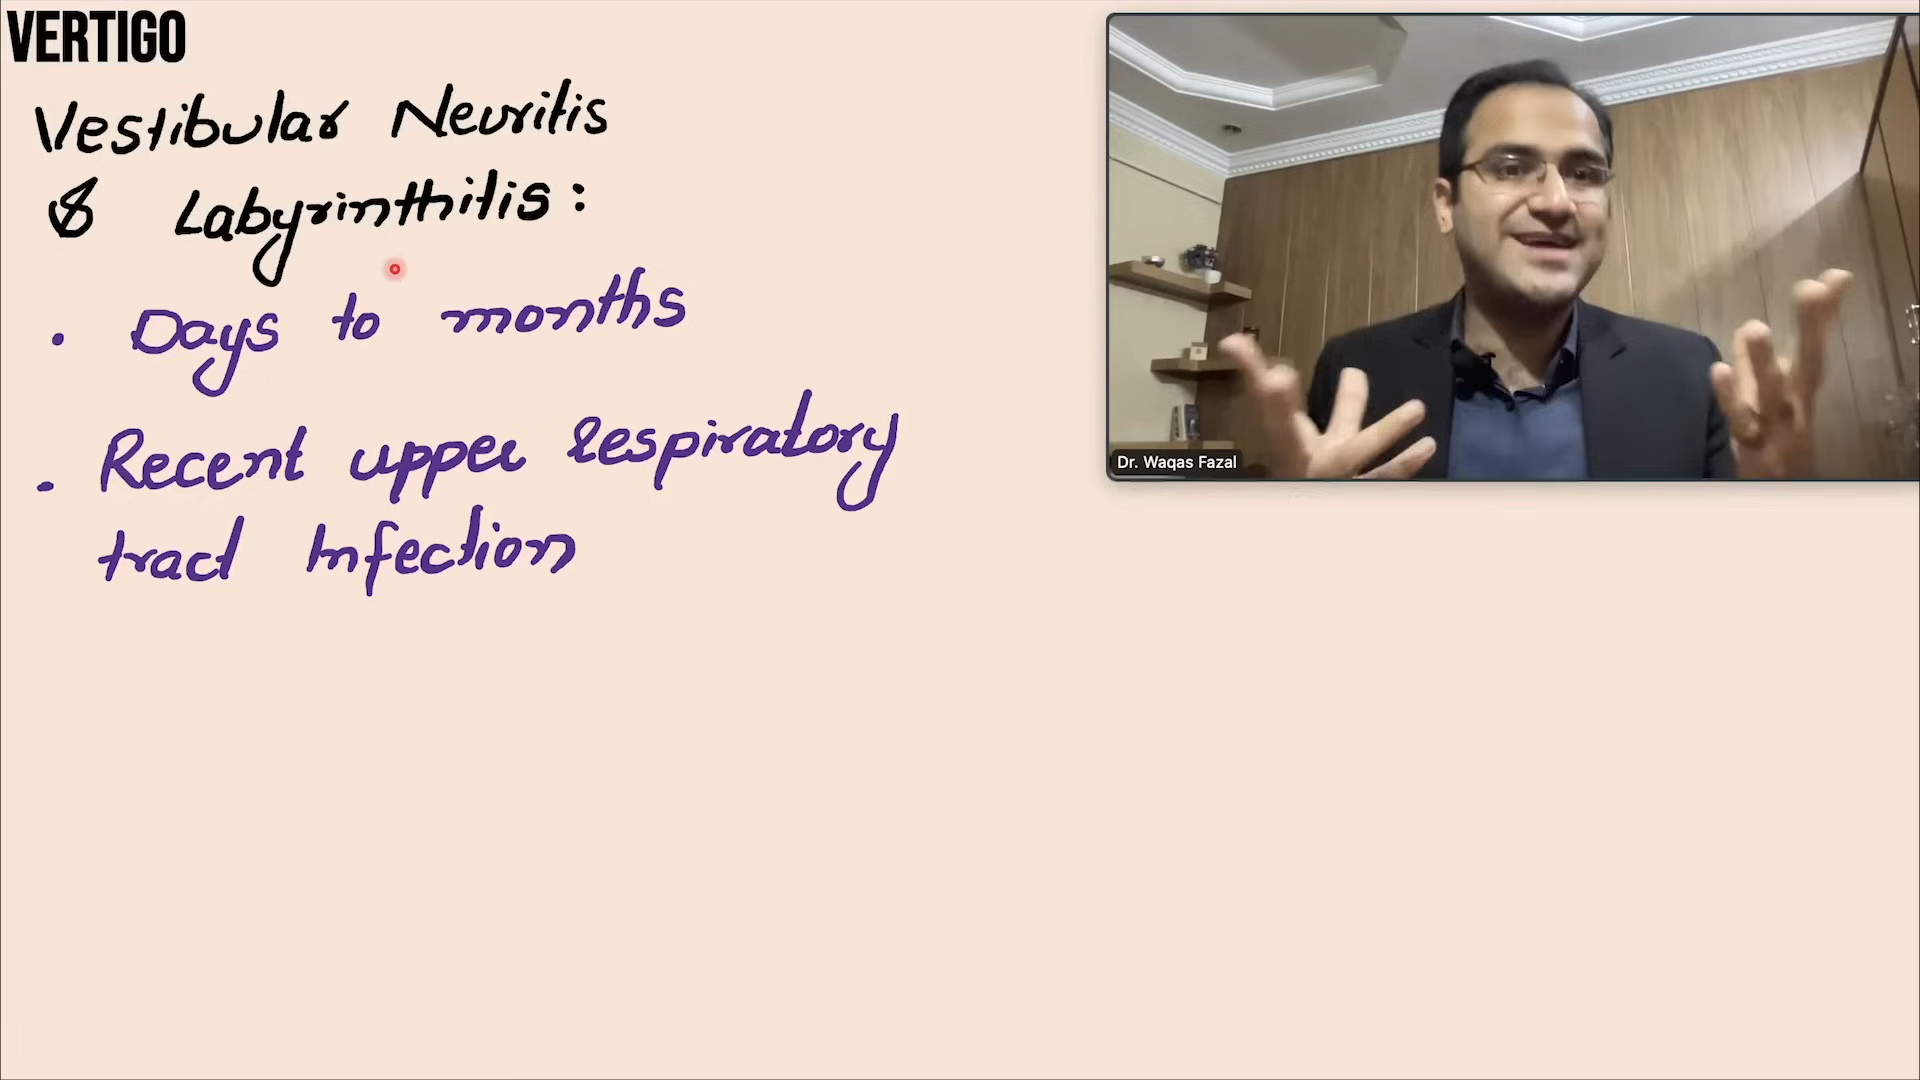 VERTIGO
Vestibular Neuritis
& Labyrinthitis:
. Days to months
. Recent upper respiratory
tract Infection
Dr. Waqas Fazal